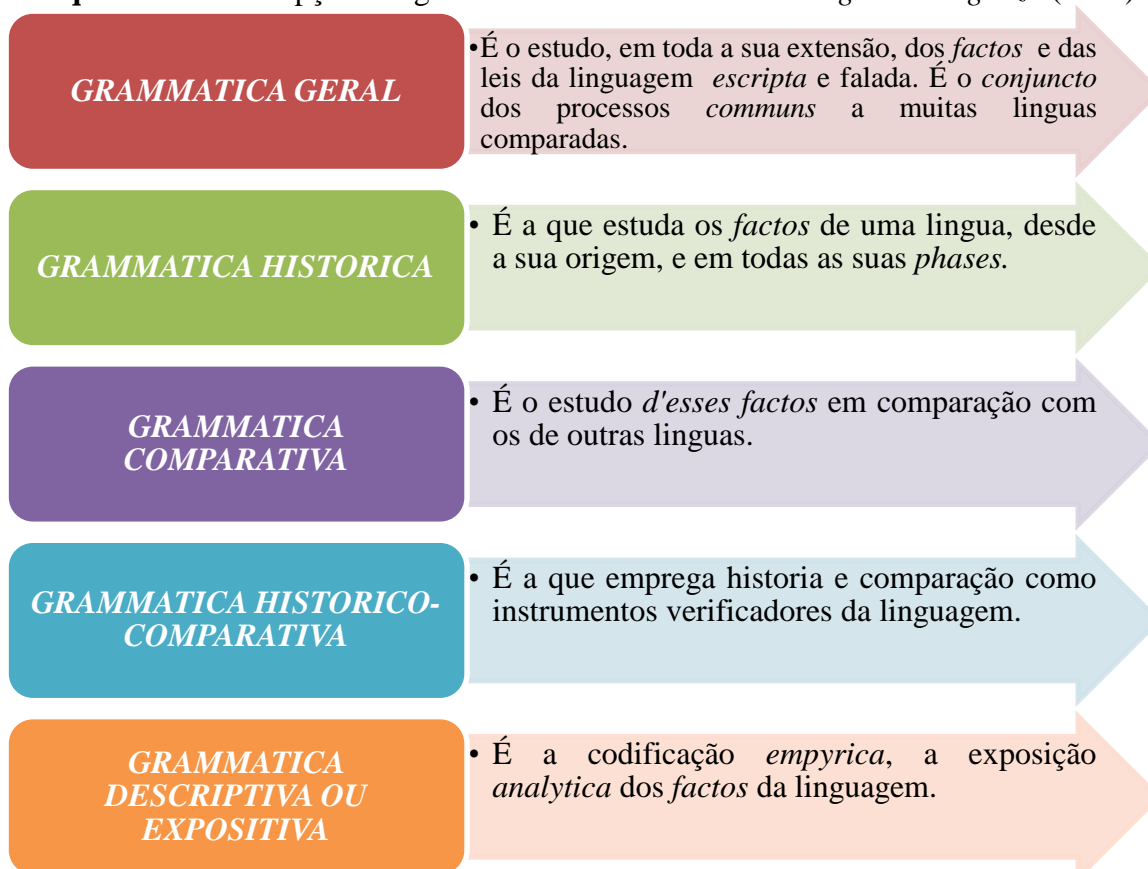 GRAMMATICA GERAL
•É o estudo, em toda a sua extensão, dos factos e das
leis da linguagem escripta e falada. É o conjuncto
dos processos communs a muitas linguas
comparadas.
GRAMMATICA HISTORICA
• É a que estuda os factos de uma lingua, desde
a sua origem, e em todas as suas phases.
GRAMMATICA
COMPARATIVA
• É o estudo d'esses factos em comparação com
os de outras linguas.
GRAMMATICA HISTORICO-
COMPARATIVA
• É a que emprega historia e comparação como
instrumentos verificadores da linguagem.
GRAMMATICA
DESCRIPTIVA OU
EXPOSITIVA
• É a codificação empyrica, a exposição
analytica dos factos da linguagem.